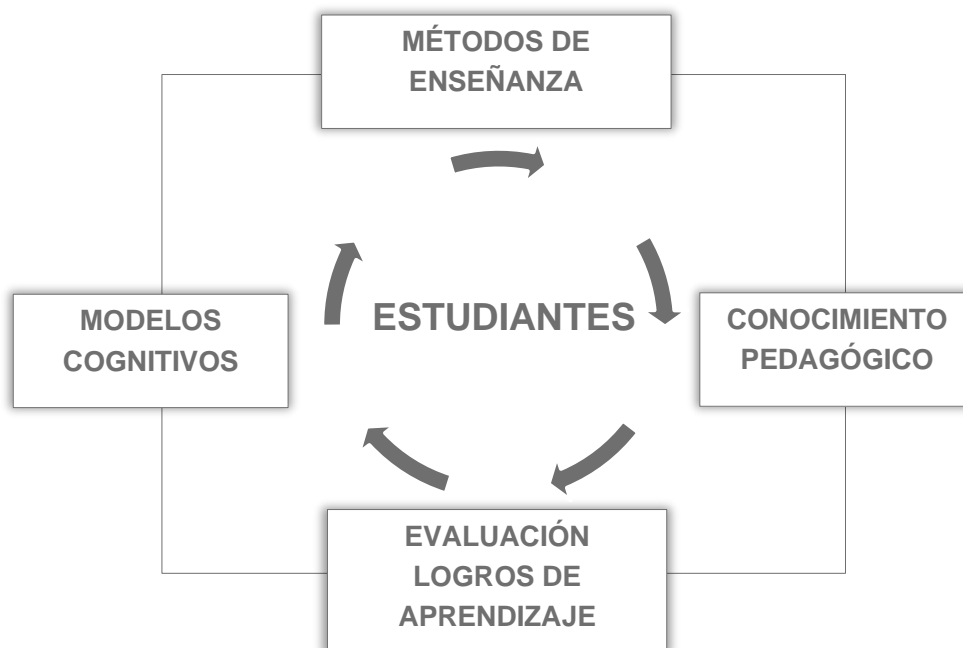 MÉTODOS DE
ENSEÑANZA
MODELOS
COGNITIVOS
ESTUDIANTES
CONOCIMIENTO
PEDAGÓGICO
EVALUACIÓN
LOGROS DE
APRENDIZAJE